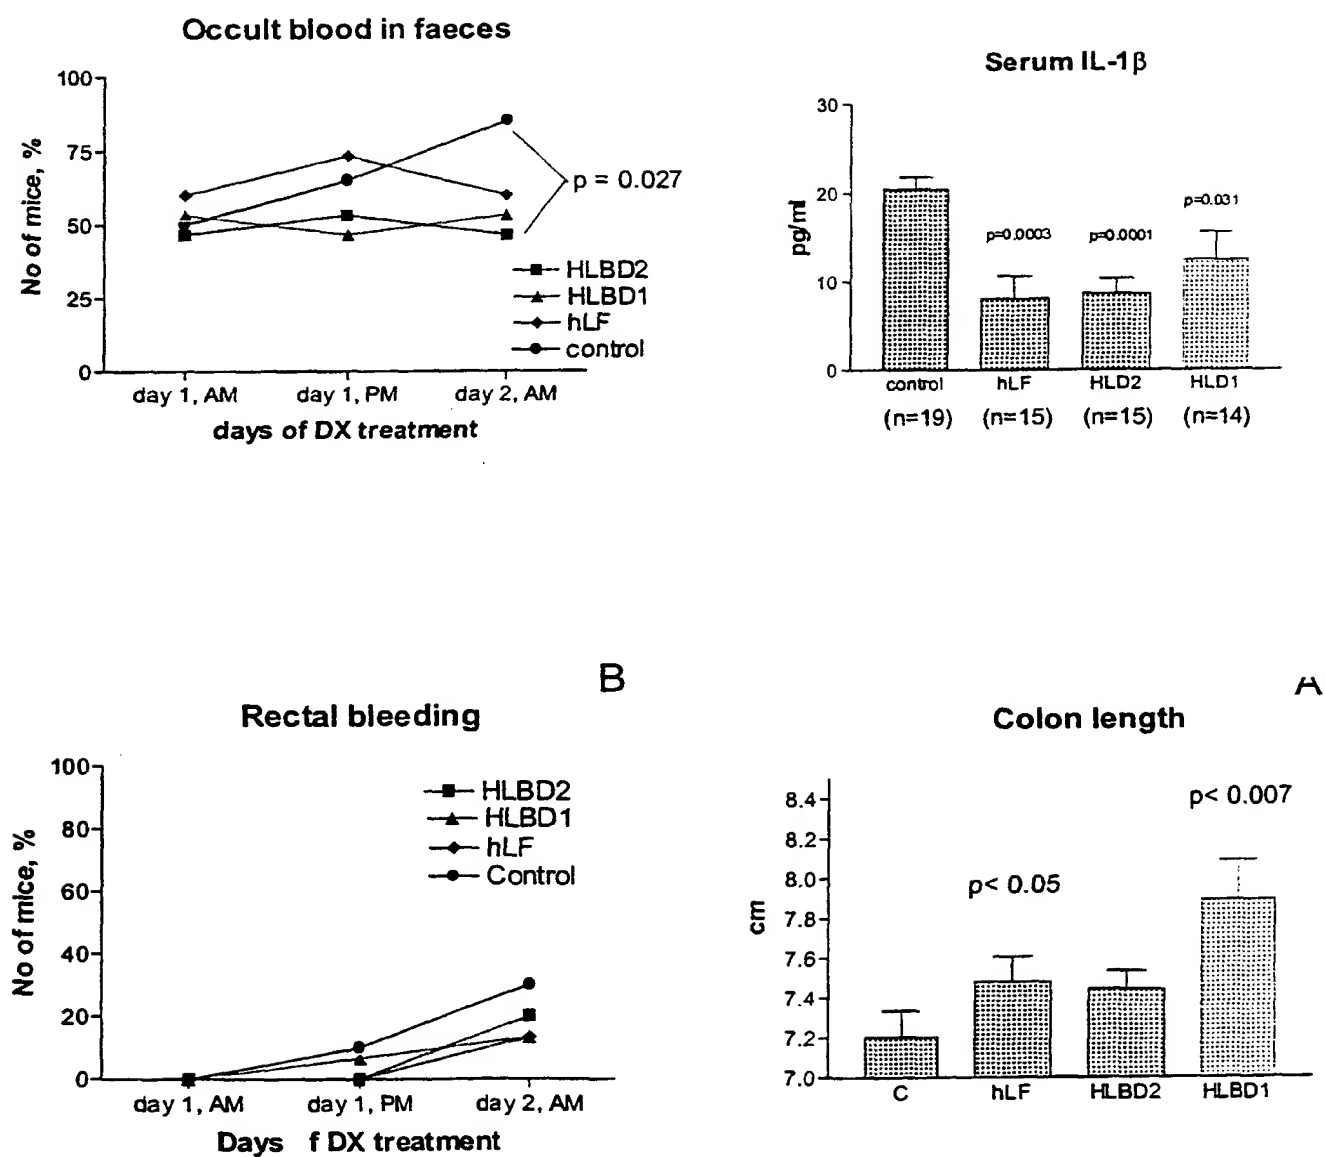 Occult blood in faeces
100
75
50
25
0
No of mice, %
p = 0.027
HLBD2
HLBD1
hLF
control
day 1, AM
day 1, PM
day 2, AM
days of DX treatment
Serum IL-1β
30
20
10
0
pg/ml
p=0.0003
p=0.0001
p=0.031
control
hLF
HLD2
HLD1
(n=19)
(n=15)
(n=15)
(n=14)
B
Rectal bleeding
100
80
60
40
20
0
No of mice, %
HLBD2
HLBD1
hLF
Control
day 1, AM
day 1, PM
day 2, AM
Days f DX treatment
A
Colon length
8.4
8.2
8.0
7.8
7.6
7.4
7.2
7.0
cm
p< 0.05
p< 0.007
C
hLF
HLBD2
HLBD1